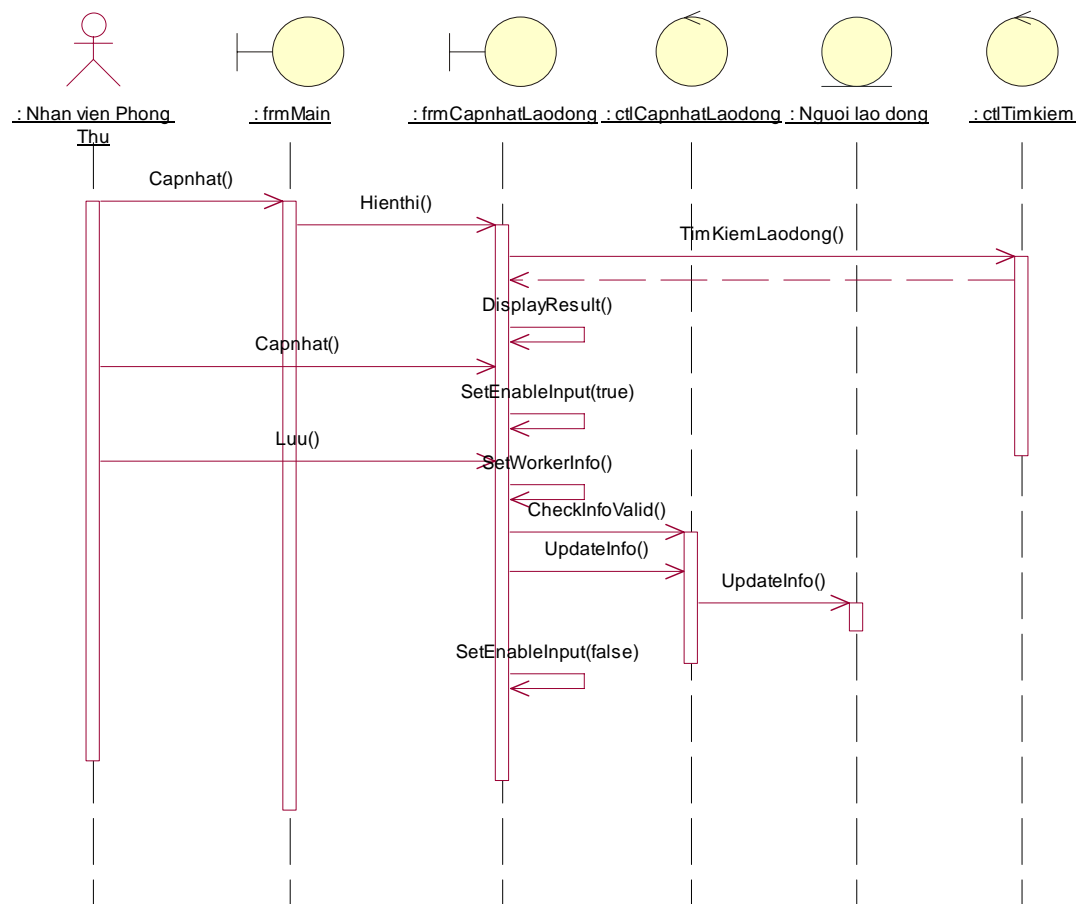 : Nhan vien Phong
Thu
: frmMain
: frmCapnhatLaodong
: ctlCapnhatLaodong
: Nguoi lao dong
: ctlTimkiem
Capnhat()
Hienthi()
TimKiemLaodong()
DisplayResult()
Capnhat()
SetEnableInput(true)
Luu()
SetWorkerInfo()
CheckInfoValid()
UpdateInfo()
UpdateInfo()
SetEnableInput(false)